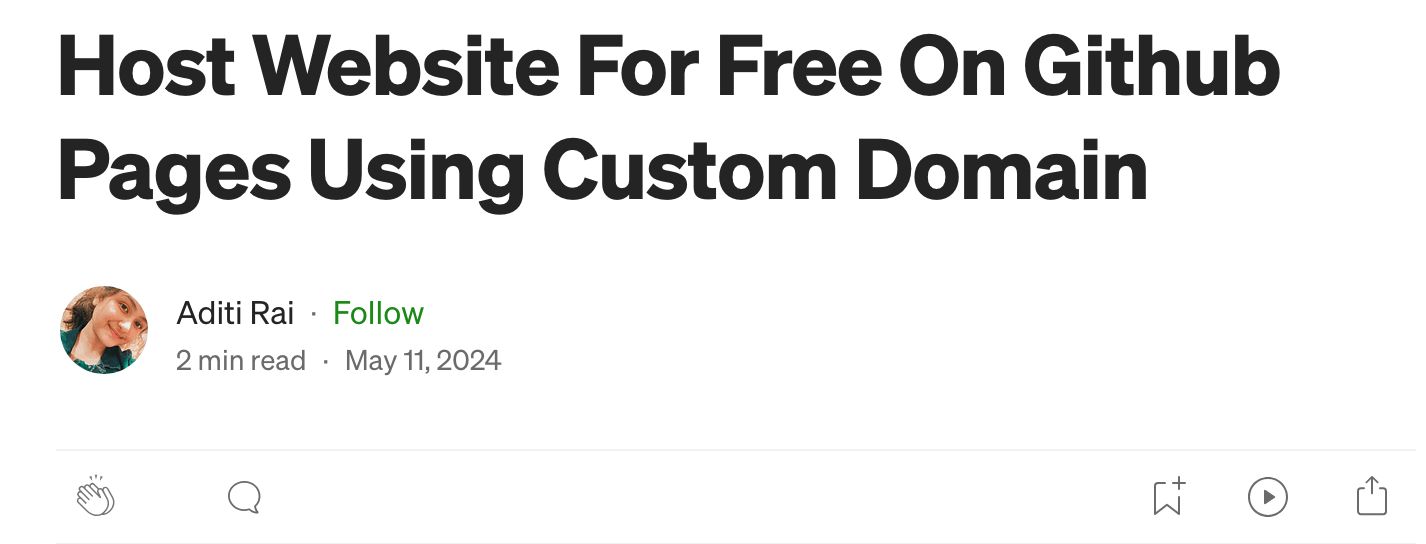 Host Website For Free On Github
Pages Using Custom Domain
Aditi Rai · Follow
2 min read · May 11, 2024